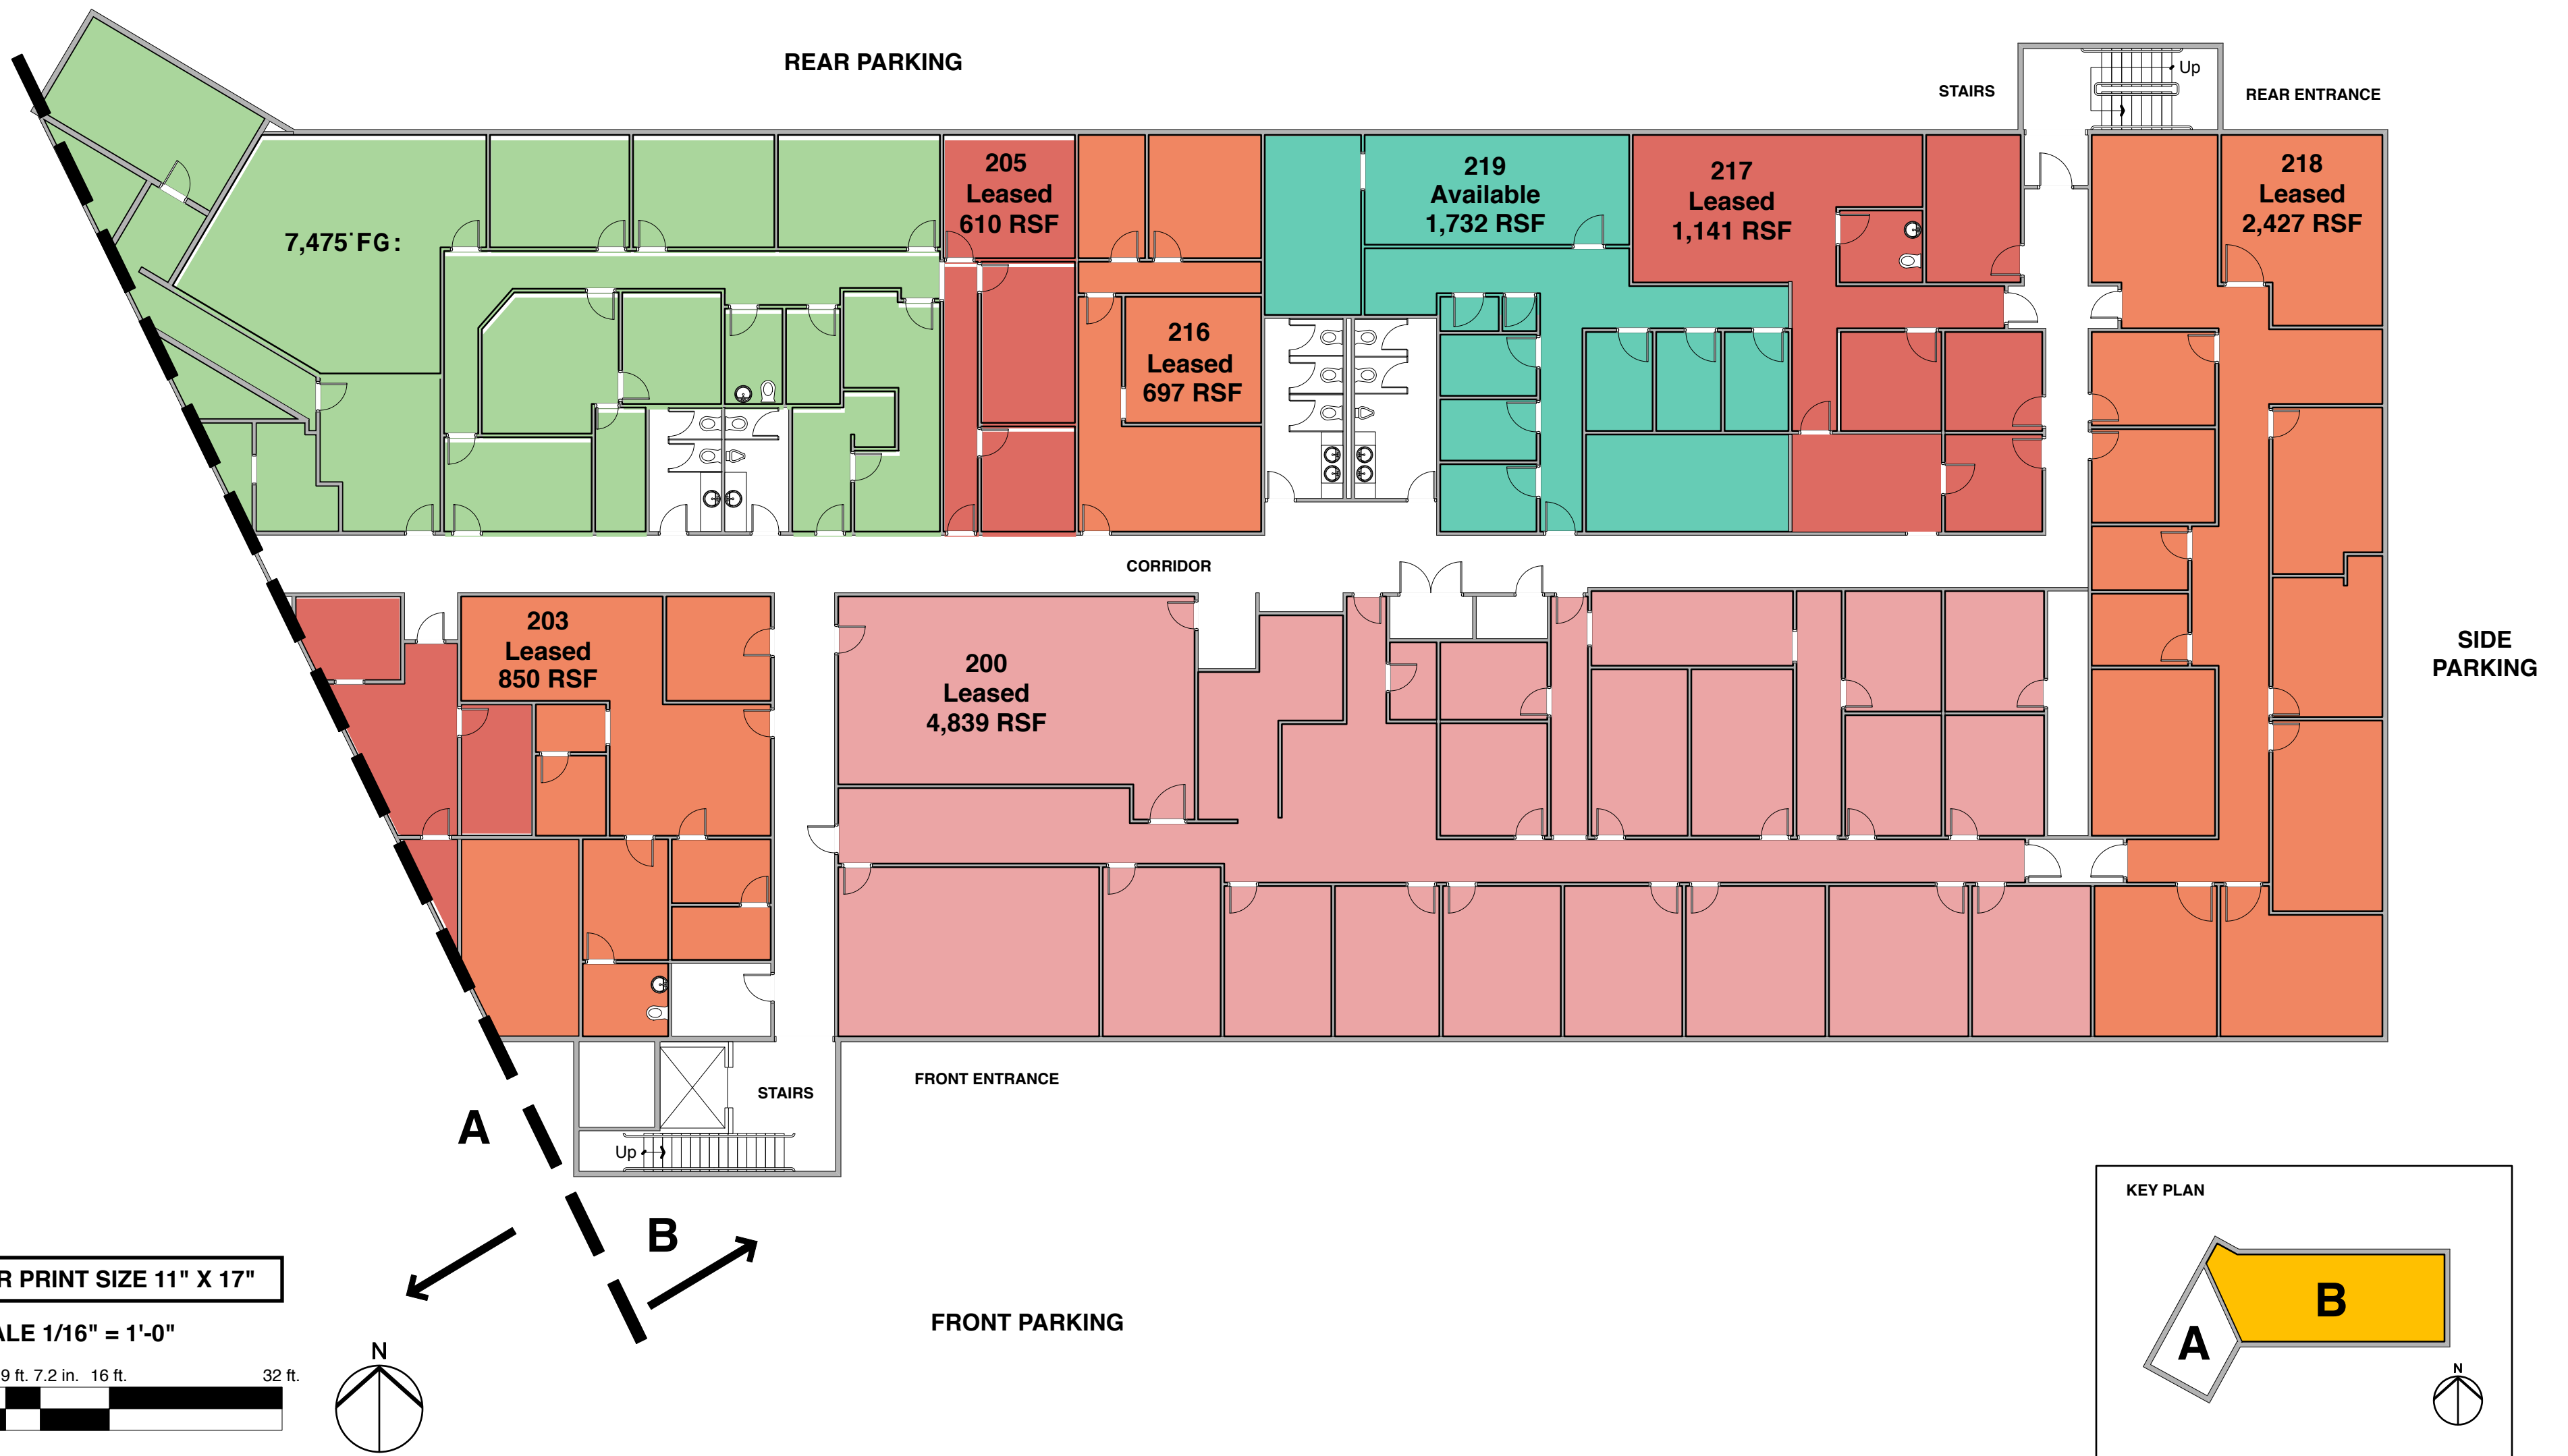 REAR PARKING
STAIRS
Up
REAR ENTRANCE
7,475
205
Leased
610 RSF
219
Available
1,732 RSF
217
Leased
1,141 RSF
218
Leased
2,427 RSF
216
Leased
697 RSF
CORRIDOR
203
Leased
850 RSF
200
Leased
4,839 RSF
SIDE
PARKING
FRONT ENTRANCE
STAIRS
A
Up
B
KEY PLAN
B
A
N
R PRINT SIZE 11" X 17"
ALE 1/16" = 1'-0"
9 ft. 7.2 in. 16 ft. 32 ft.
N
FRONT PARKING